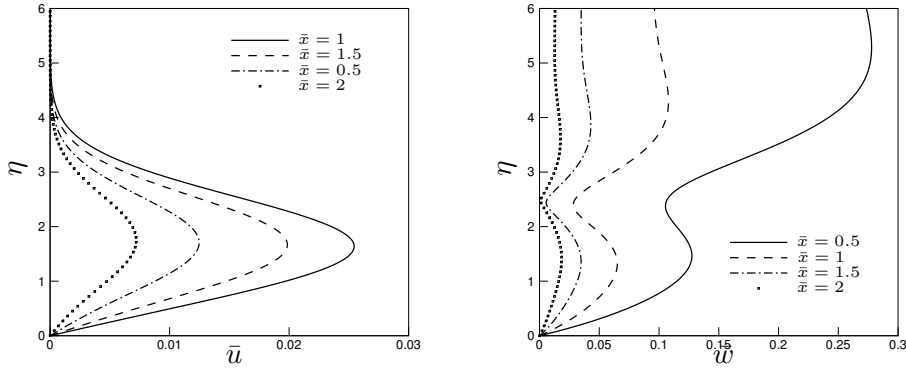 6
5
4
3
2
1
0
η
0
0.01
0.02
0.03
ū
x̄ = 1
x̄ = 1.5
x̄ = 0.5
x̄ = 2
6
5
4
3
2
1
0
η
0
0.05
0.1
0.15
0.2
0.25
0.3
w̄
x̄ = 0.5
x̄ = 1
x̄ = 1.5
x̄ = 2